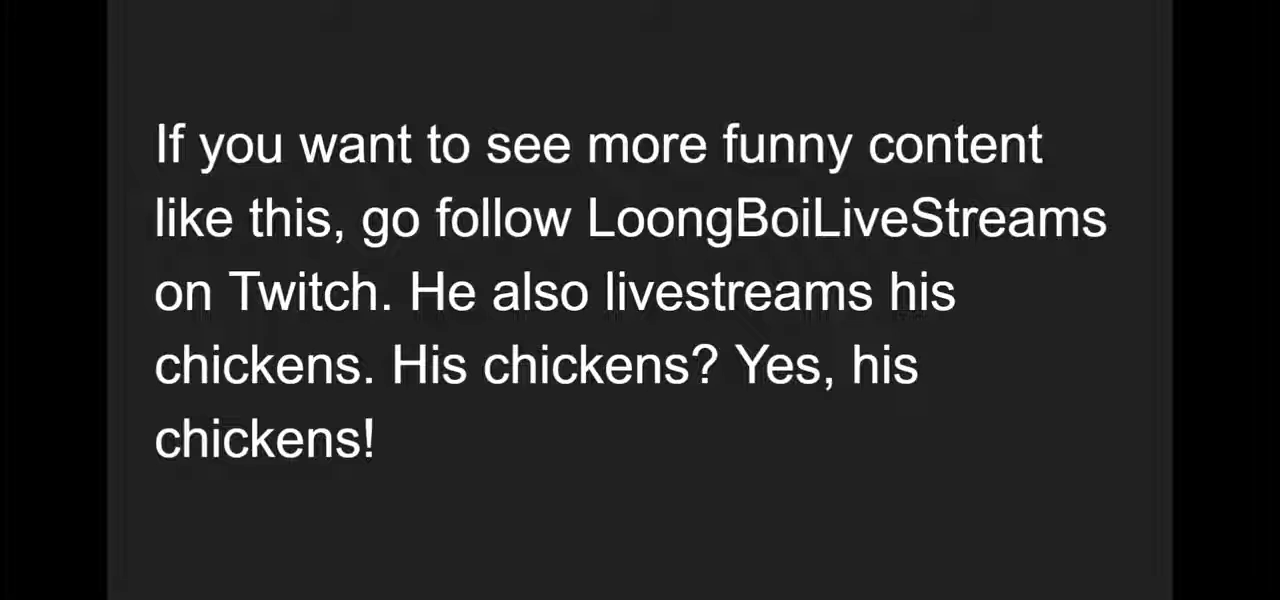 If you want to see more funny content
like this, go follow LoongBoiLiveStreams
on Twitch. He also livestreams his
chickens. His chickens? Yes, his
chickens!